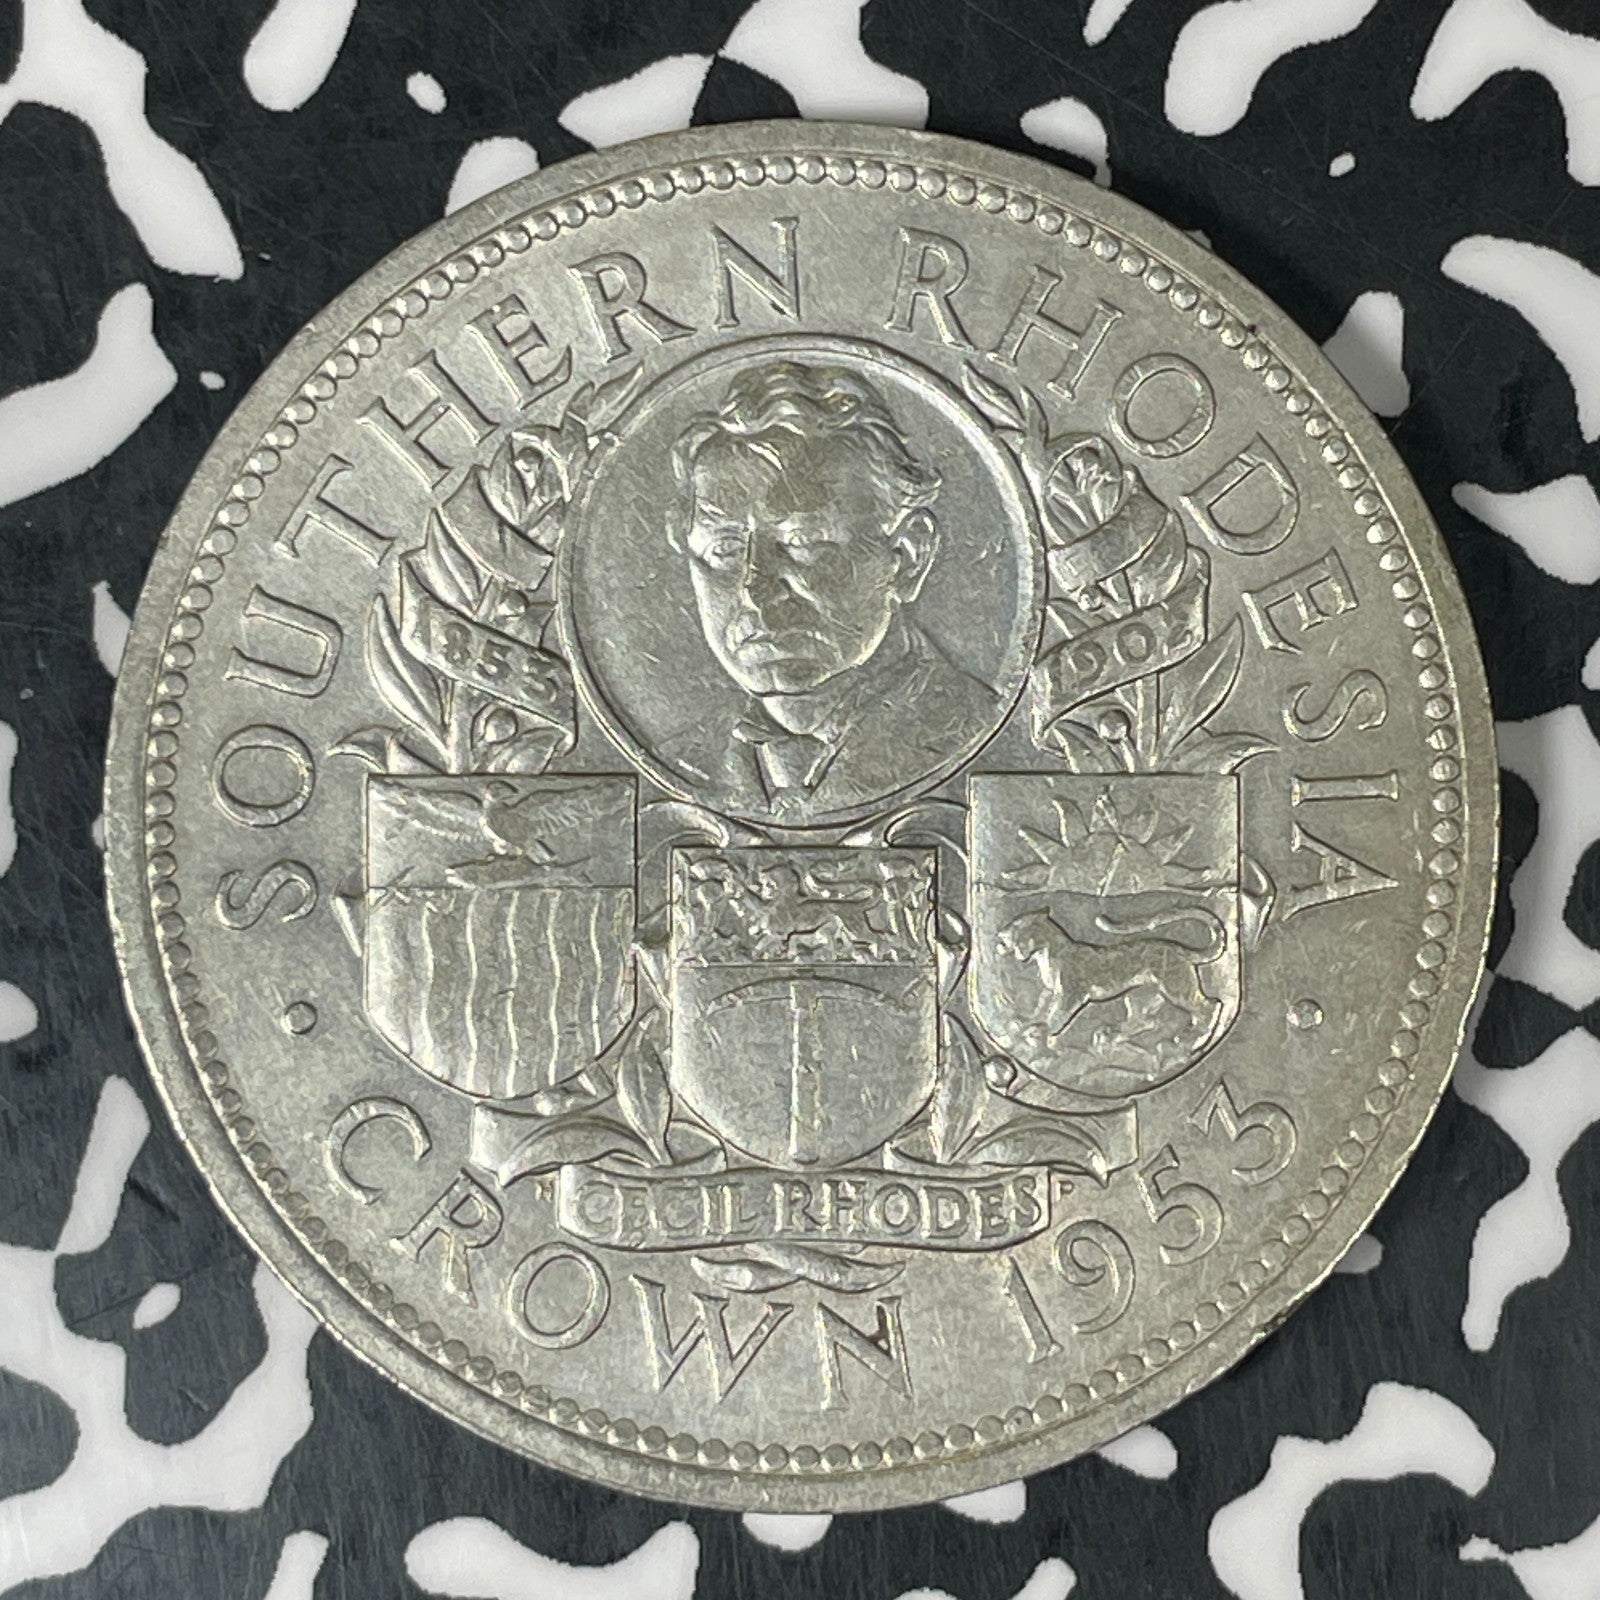 SOUTHERN RHODESIA
1853
1902
CECIL RHODES
CROWN 1953